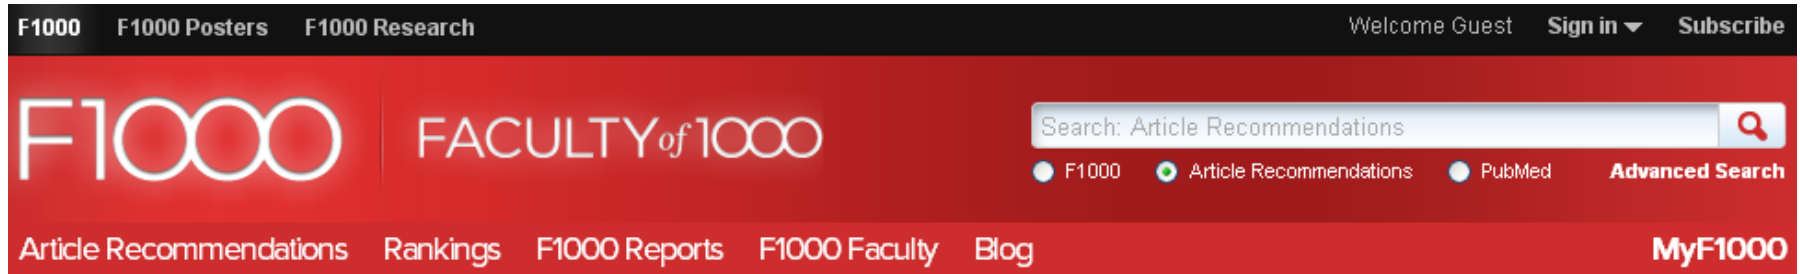 F1000 F1000 Posters F1000 Research Welcome Guest Sign in Subscribe
F1000 FACULTY of 1000
Search: Article Recommendations
F1000 Article Recommendations PubMed Advanced Search
Article Recommendations Rankings F1000 Reports F1000 Faculty Blog MyF1000